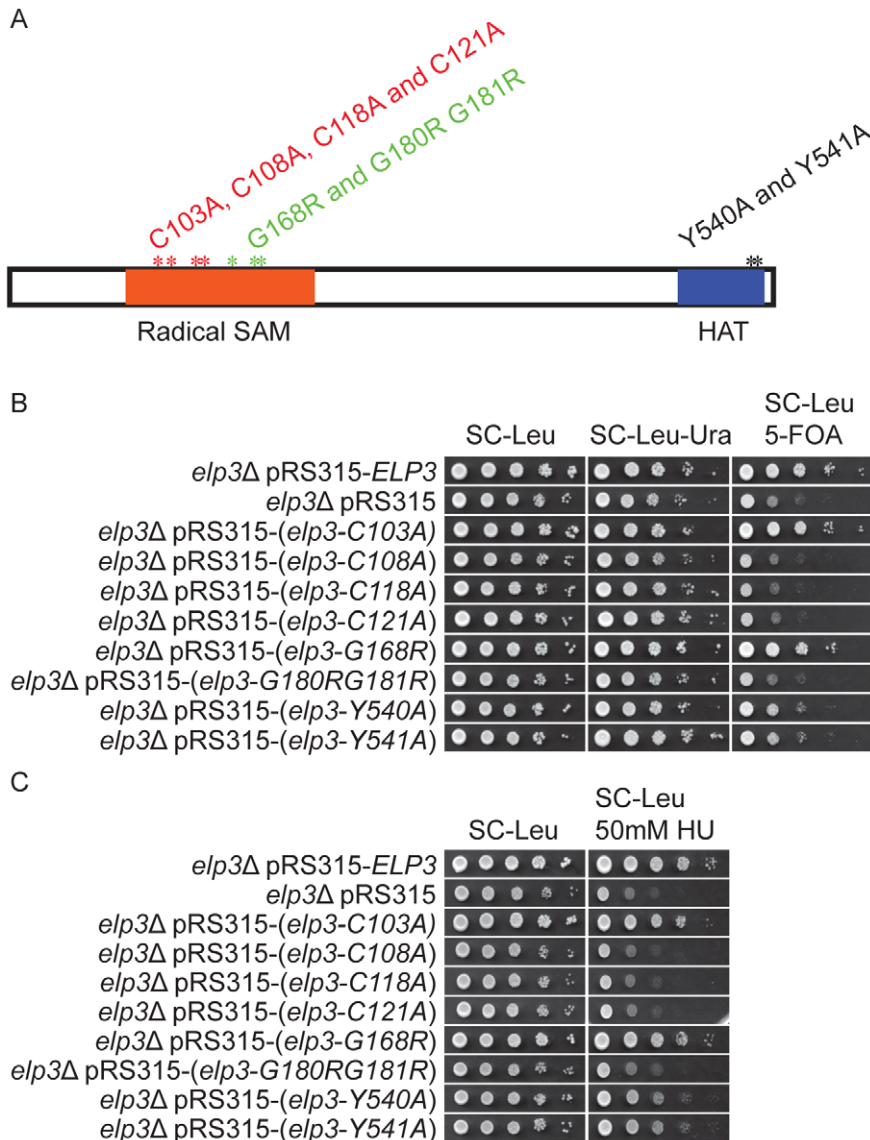 A
C103A, C108A, C118A and C121A
G168R and G180R G181R
Y540A and Y541A
** ** * **
**
Radical SAM
HAT
B
SC-Leu
SC-Leu-Ura
SC-Leu
5-FOA
elp3Δ pRS315-ELP3
elp3Δ pRS315
elp3Δ pRS315-(elp3-C103A)
elp3Δ pRS315-(elp3-C108A)
elp3Δ pRS315-(elp3-C118A)
elp3Δ pRS315-(elp3-C121A)
elp3Δ pRS315-(elp3-G168R)
elp3Δ pRS315-(elp3-G180RG181R)
elp3Δ pRS315-(elp3-Y540A)
elp3Δ pRS315-(elp3-Y541A)
C
SC-Leu
SC-Leu
50mM HU
elp3Δ pRS315-ELP3
elp3Δ pRS315
elp3Δ pRS315-(elp3-C103A)
elp3Δ pRS315-(elp3-C108A)
elp3Δ pRS315-(elp3-C118A)
elp3Δ pRS315-(elp3-C121A)
elp3Δ pRS315-(elp3-G168R)
elp3Δ pRS315-(elp3-G180RG181R)
elp3Δ pRS315-(elp3-Y540A)
elp3Δ pRS315-(elp3-Y541A)